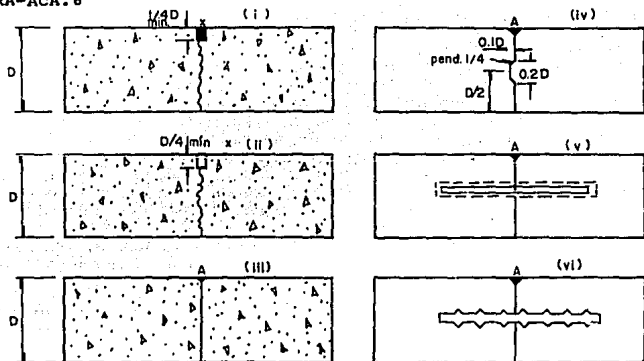 RA-ACA.6
1/4D x (i)
min.
D
A (iv)
0.1D
pend. 1/4
0.2D
D/2
D/4 min x (ii)
D
A (v)
A (iii)
D
A (vi)